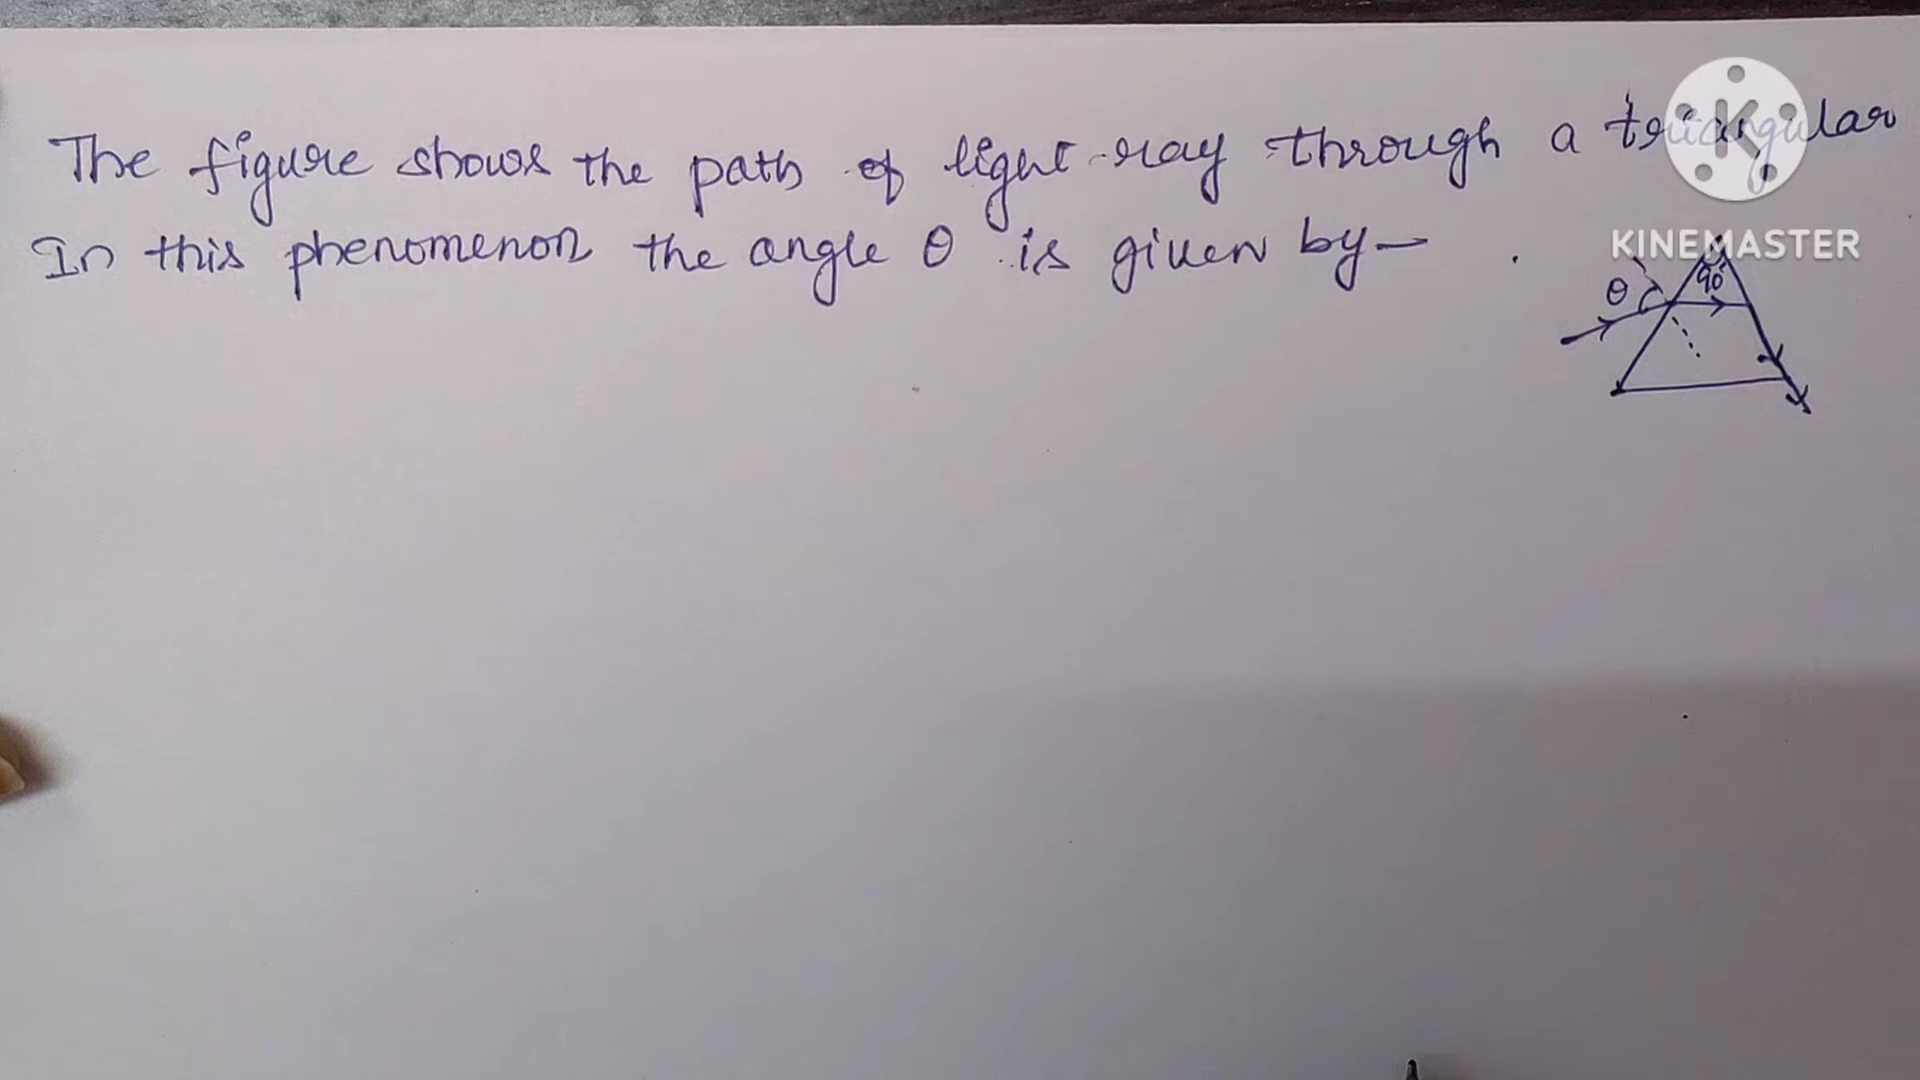 The figure shows the path of light ray through a triangular
In this phenomenon the angle θ is given by—
KINEMASTER
θ
90°